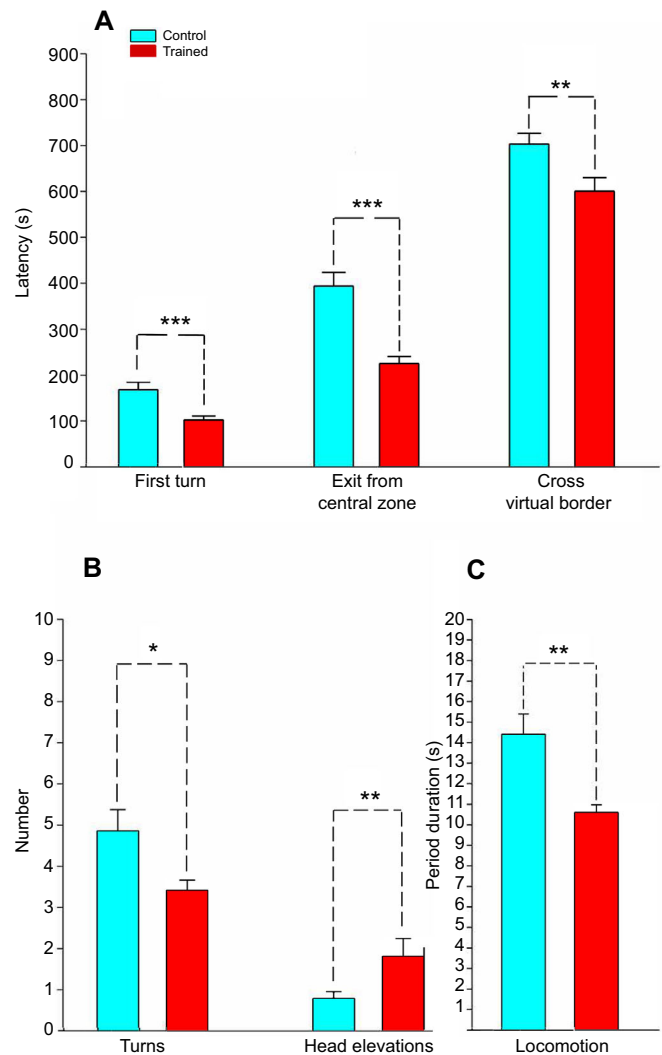 A
Control
Trained
900
800
700
600
500
400
300
200
100
0
Latency (s)
***
***
**
First turn
Exit from
central zone
Cross
virtual border
B
10
9
8
7
6
5
4
3
2
1
0
Number
*
**
Turns
Head elevations
C
20
19
18
17
16
15
14
13
12
11
10
9
8
7
6
5
4
3
2
1
Period duration (s)
**
Locomotion